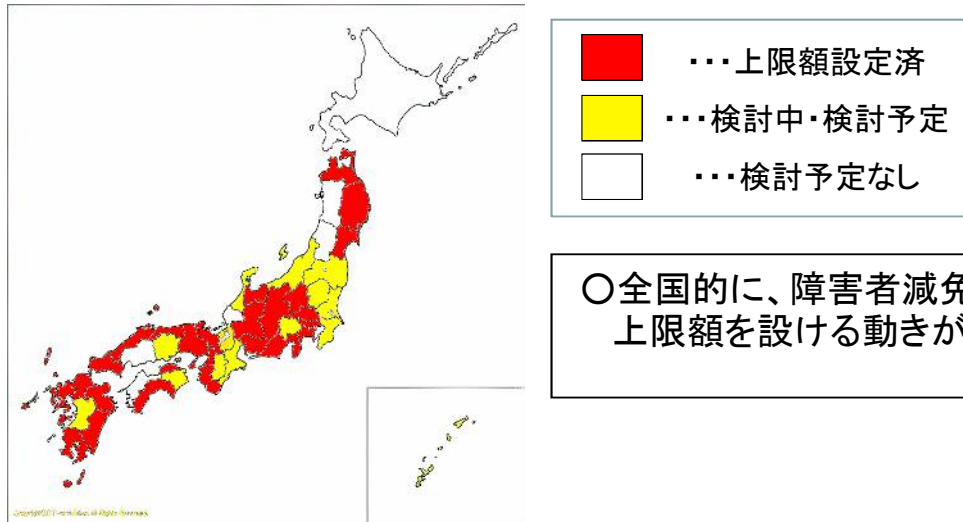 ・・・上限額設定済
・・・検討中・検討予定
・・・検討予定なし
○全国的に、障害者減免
上限額を設ける動きが